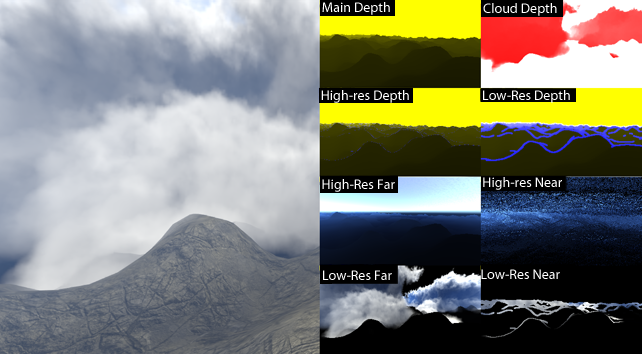 Main Depth
Cloud Depth
High-res Depth
Low-Res Depth
High-Res Far
High-res Near
Low-Res Far
Low-Res Near